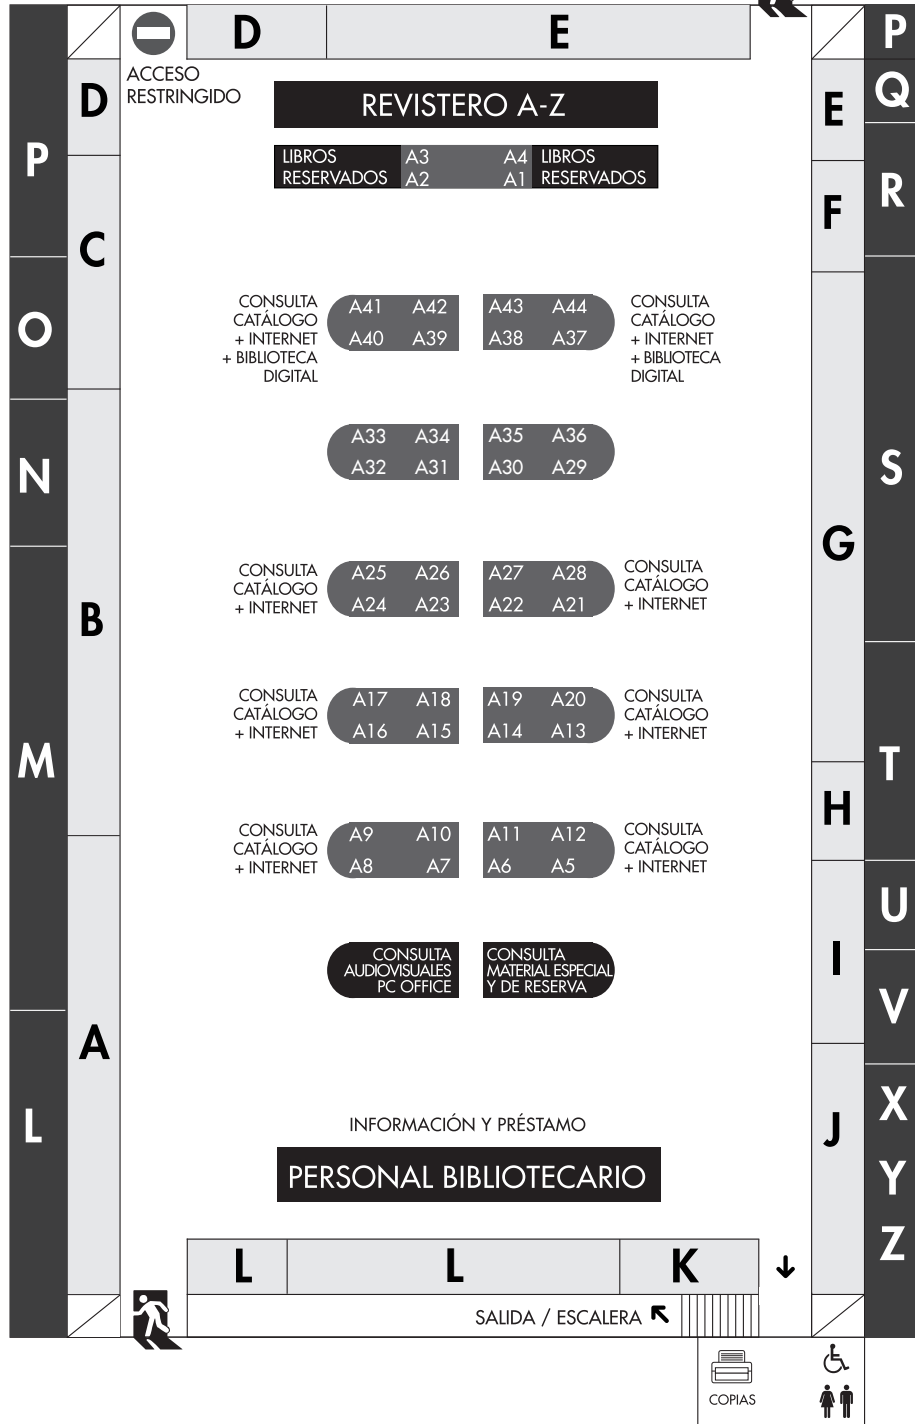 D E
P
ACCESO
RESTRINGIDO
D
Q
E
REVISTERO A-Z
P
LIBROS
RESERVADOS
A3 A4
A2 A1
LIBROS
RESERVADOS
R
F
C
CONSULTA
CATÁLOGO
+ INTERNET
+ BIBLIOTECA
DIGITAL
A41 A42 A43 A44
A40 A39 A38 A37
CONSULTA
CATÁLOGO
+ INTERNET
+ BIBLIOTECA
DIGITAL
O
A33 A34 A35 A36
A32 A31 A30 A29
N
S
G
CONSULTA
CATÁLOGO
+ INTERNET
A25 A26 A27 A28
A24 A23 A22 A21
CONSULTA
CATÁLOGO
+ INTERNET
B
CONSULTA
CATÁLOGO
+ INTERNET
A17 A18 A19 A20
A16 A15 A14 A13
CONSULTA
CATÁLOGO
+ INTERNET
M
T
H
CONSULTA
CATÁLOGO
+ INTERNET
A9 A10 A11 A12
A8 A7 A6 A5
CONSULTA
CATÁLOGO
+ INTERNET
U
I
CONSULTA
AUDIOVISUALES
PC OFFICE
CONSULTA
MATERIAL ESPECIAL
Y DE RESERVA
V
A
L
INFORMACIÓN Y PRÉSTAMO
J
X
PERSONAL BIBLIOTECARIO
Y
Z
L L K
SALIDA / ESCALERA
COPIAS